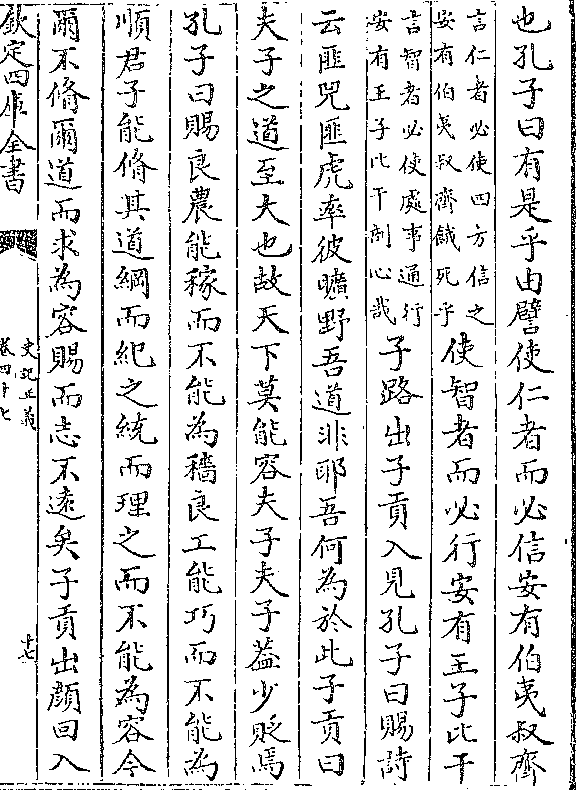 也孔子曰有是乎由譬使仁者而必信安有伯夷叔齊
言仁者必使四方信之
安有伯夷叔齊餓死乎
使智者而必行安有王子比干
言智者必使處事通行
安有王子比干剖心哉
子路出子貢入見孔子曰賜詩
云匪兕匪虎率彼曠野吾道非耶吾何為於此子貢曰
夫子之道至大也故天下莫能容夫子夫子蓋少貶焉
孔子曰賜良農能稼而不能為穡良工能巧而不能為
順君子能脩其道綱而紀之統而理之而不能為容今
爾不脩爾道而求為容賜而志不遠矣子貢出顏回入
欽定四庫全書
史記正義
卷四十七
十七